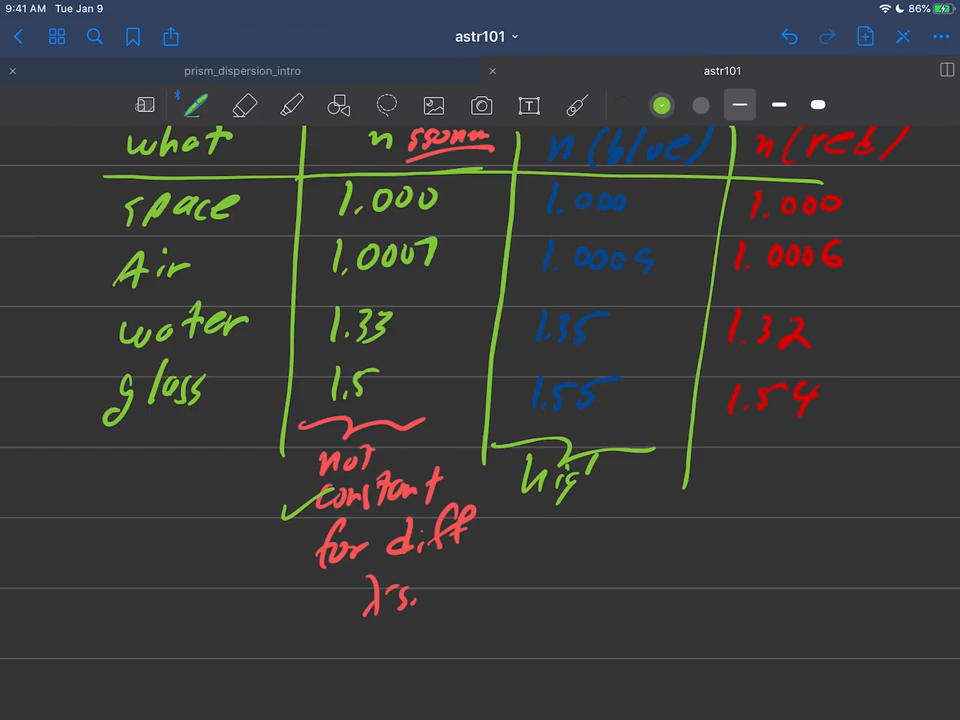 9:41 AM Tue Jan 9 86%
astr101
prism_dispersion_intro astr101
T
what n 550nm n (blue) n (red)
space 1.000 1.000 1.000
Air 1.0007 1.0009 1.0006
water 1.33 1.35 1.32
glass 1.5 1.55 1.54
not
constant
for diff
λ's.